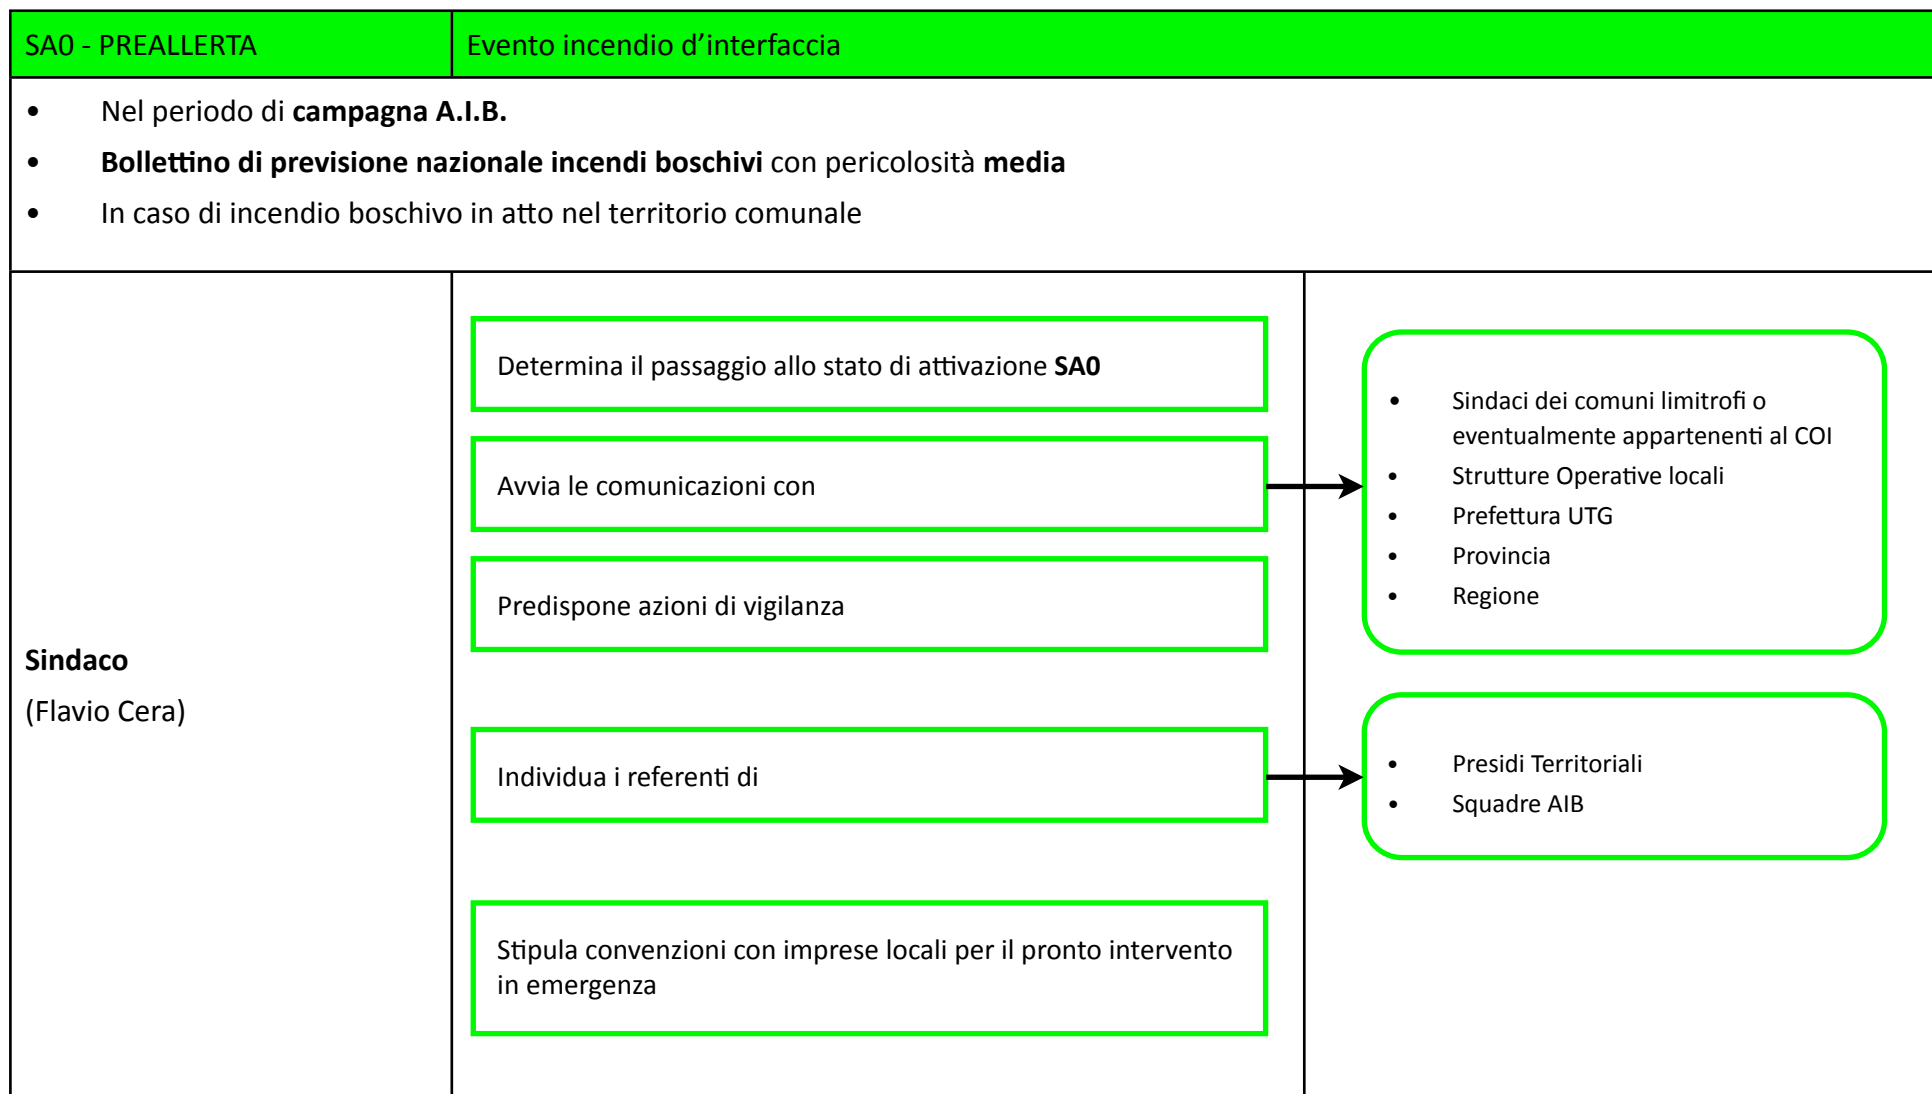 SA0 - PREALLERTA
Evento incendio d’interfaccia
• Nel periodo di campagna A.I.B.
• Bollettino di previsione nazionale incendi boschivi con pericolosità media
• In caso di incendio boschivo in atto nel territorio comunale
Sindaco
(Flavio Cera)
Determina il passaggio allo stato di attivazione SA0
Avvia le comunicazioni con
• Sindaci dei comuni limitrofi o
eventualmente appartenenti al COI
• Strutture Operative locali
• Prefettura UTG
• Provincia
• Regione
Predispone azioni di vigilanza
Individua i referenti di
• Presidi Territoriali
• Squadre AIB
Stipula convenzioni con imprese locali per il pronto intervento
in emergenza